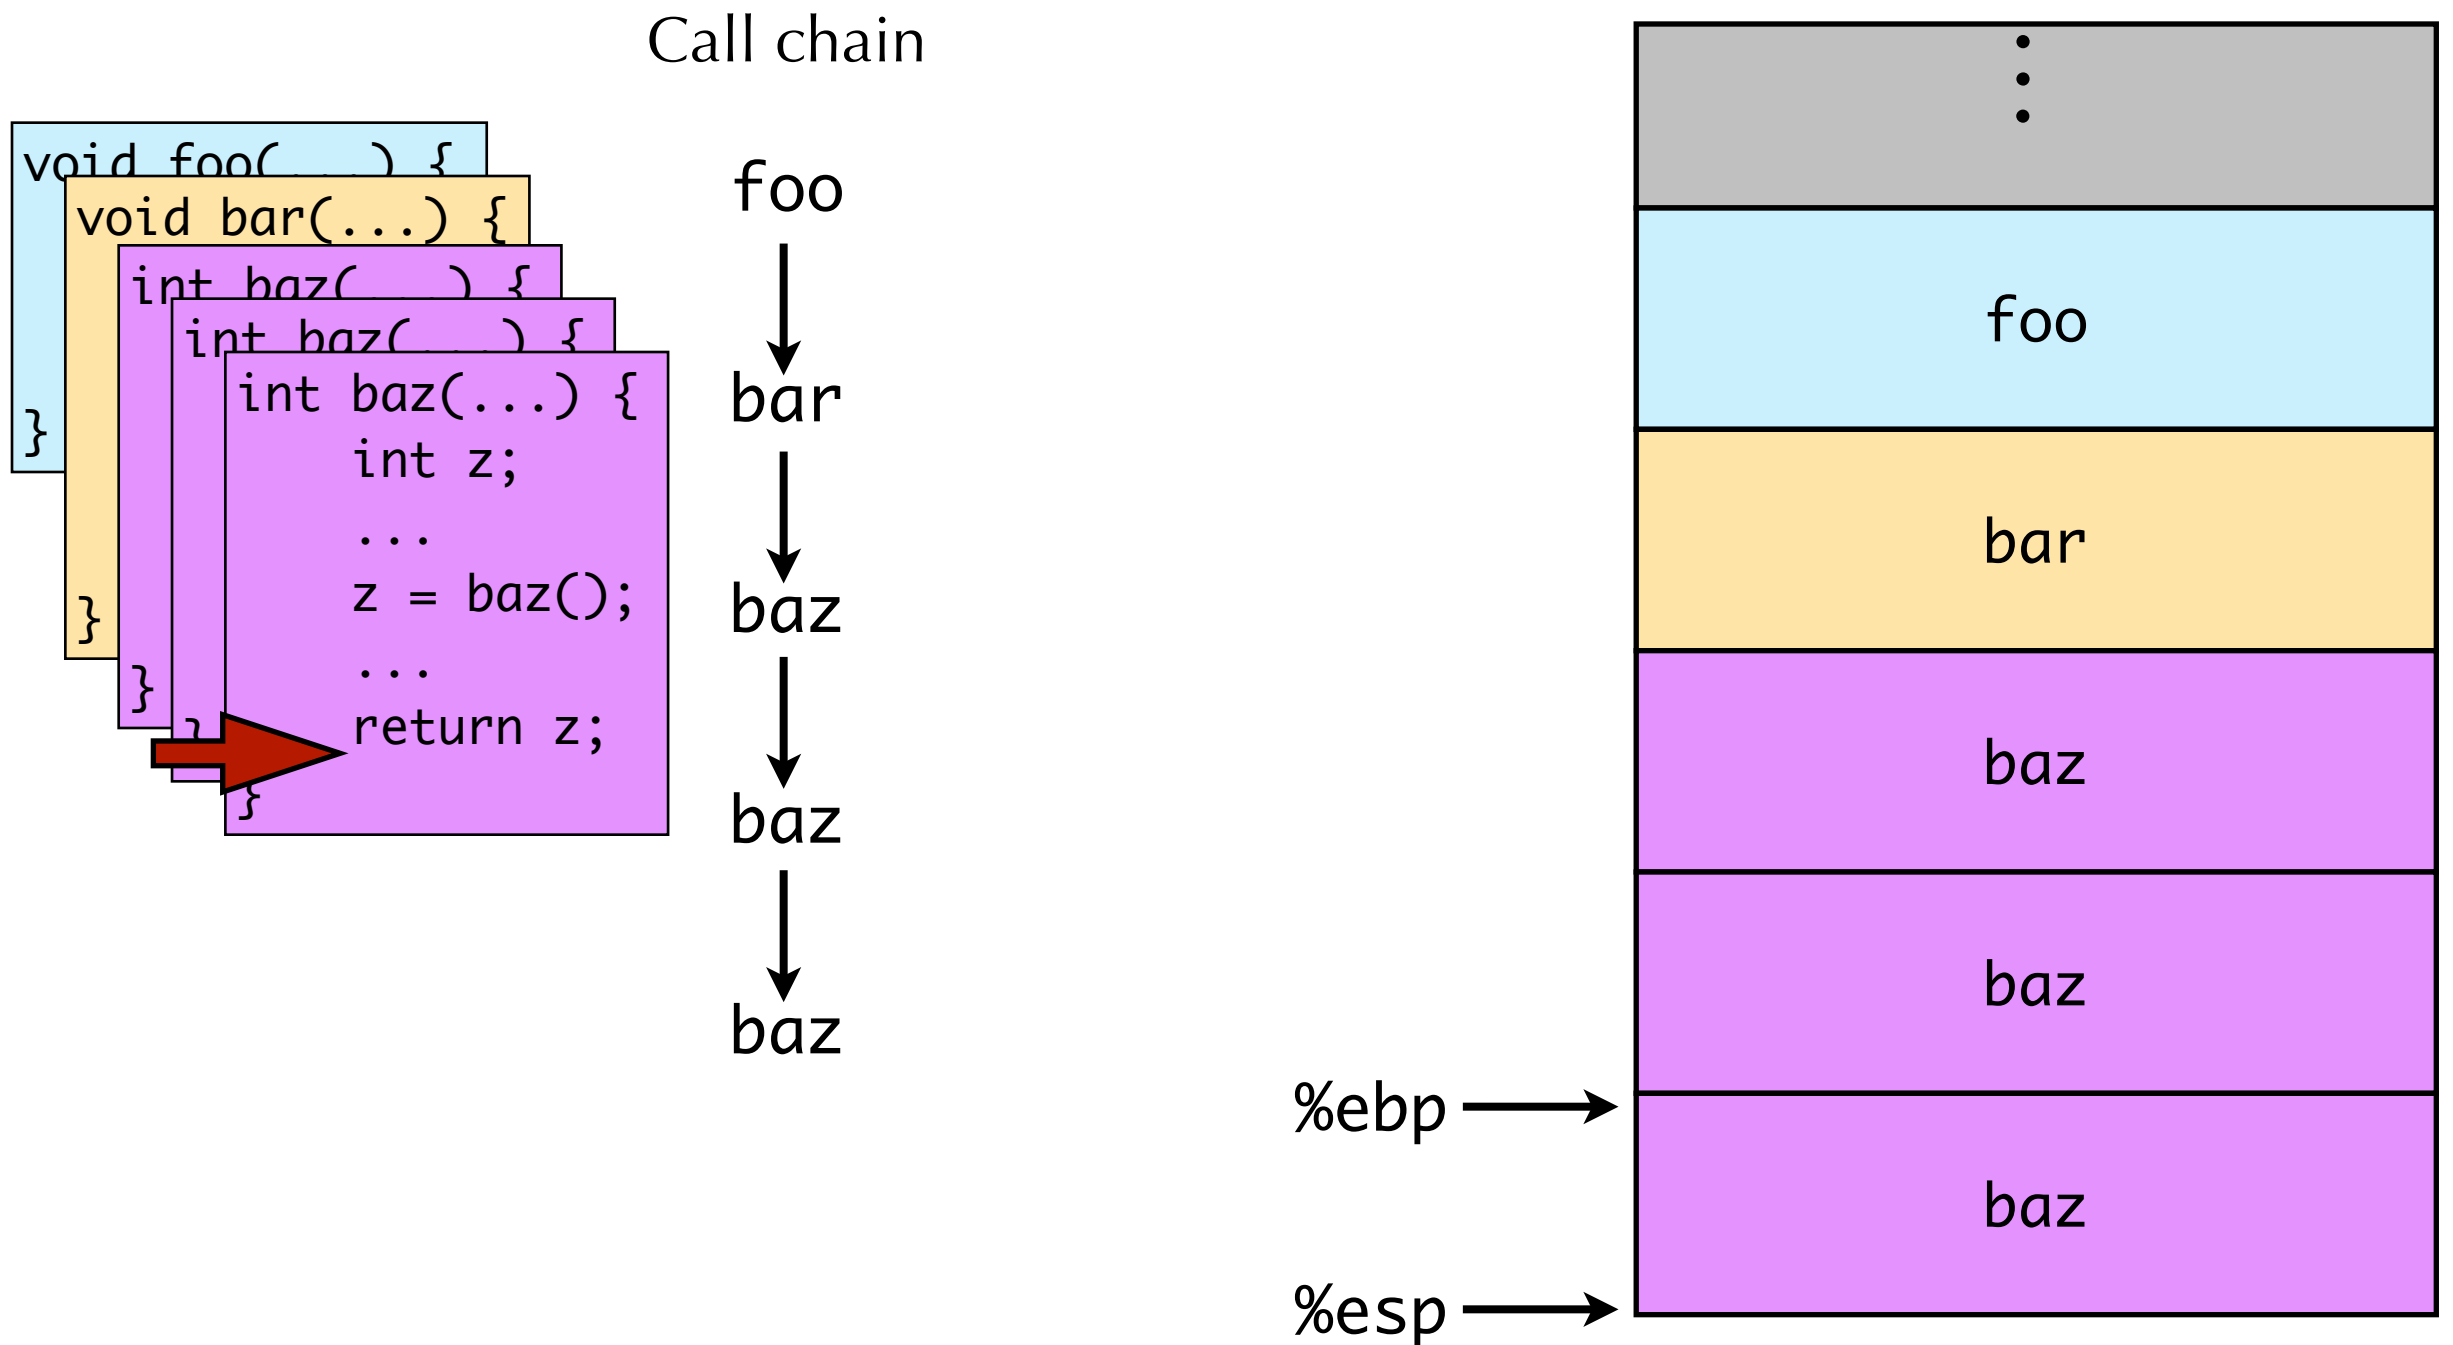 Call chain
void foo(...) {
}
void bar(...) {
}
int baz(...) {
}
int baz(...) {
}
int baz(...) {
int z;
...
z = baz();
...
return z;
}
foo
bar
baz
baz
baz
foo
bar
baz
baz
baz
%ebp
%esp